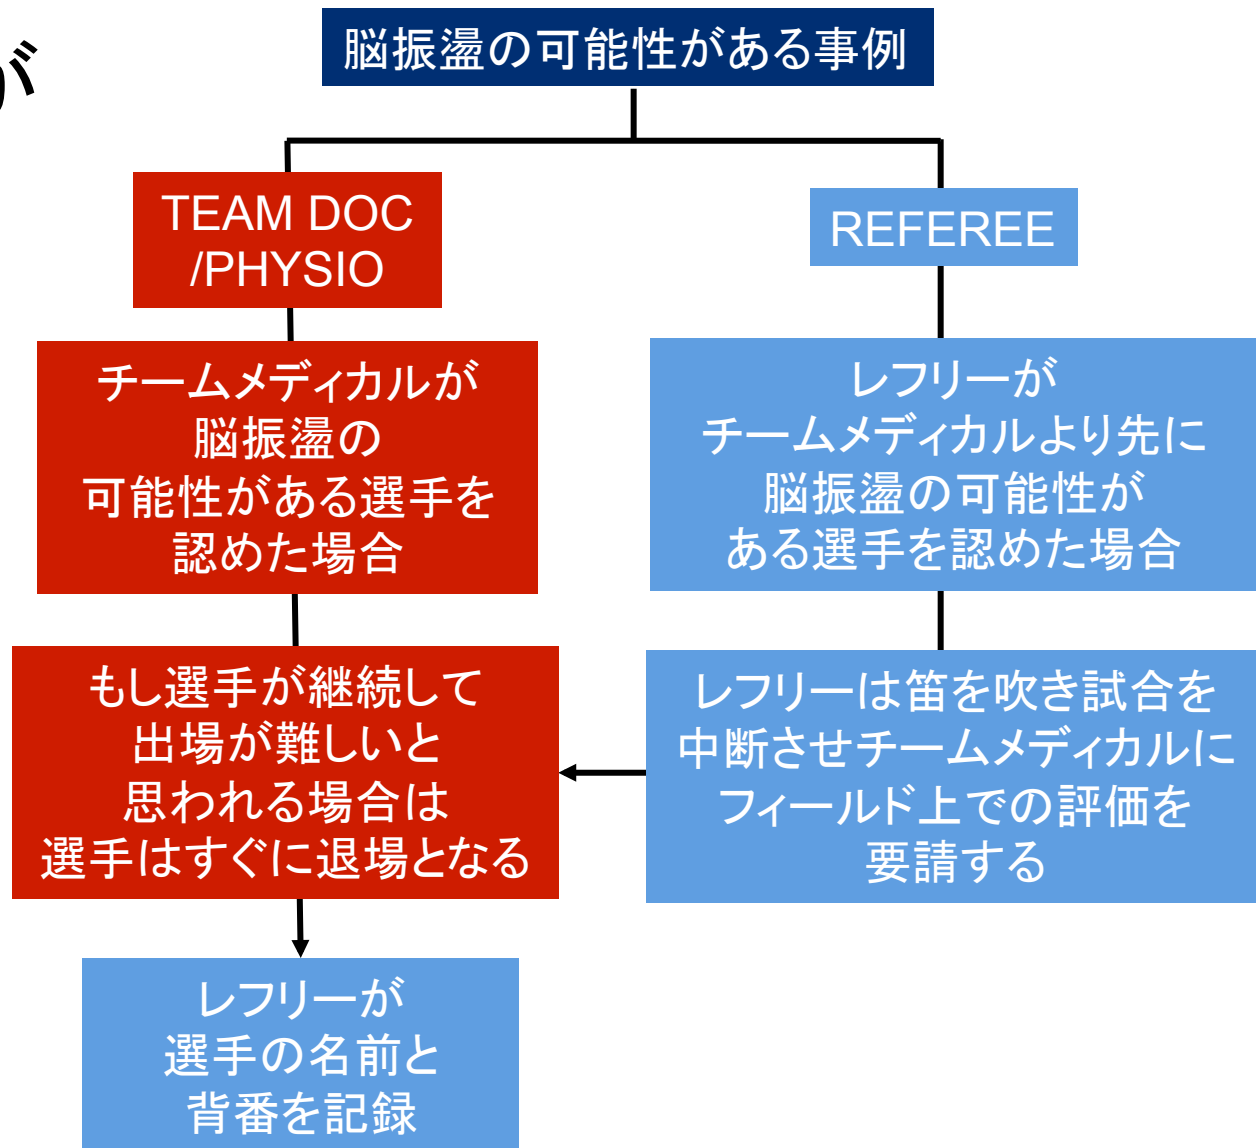 が
脳振盪の可能性がある事例
TEAM DOC
/PHYSIO
REFEREE
チームメディカルが
脳振盪の
可能性がある選手を
認めた場合
レフリーが
チームメディカルより先に
脳振盪の可能性が
ある選手を認めた場合
もし選手が継続して
出場が難しいと
思われる場合は
選手はすぐに退場となる
レフリーは笛を吹き試合を
中断させチームメディカルに
フィールド上での評価を
要請する
レフリーが
選手の名前と
背番を記録